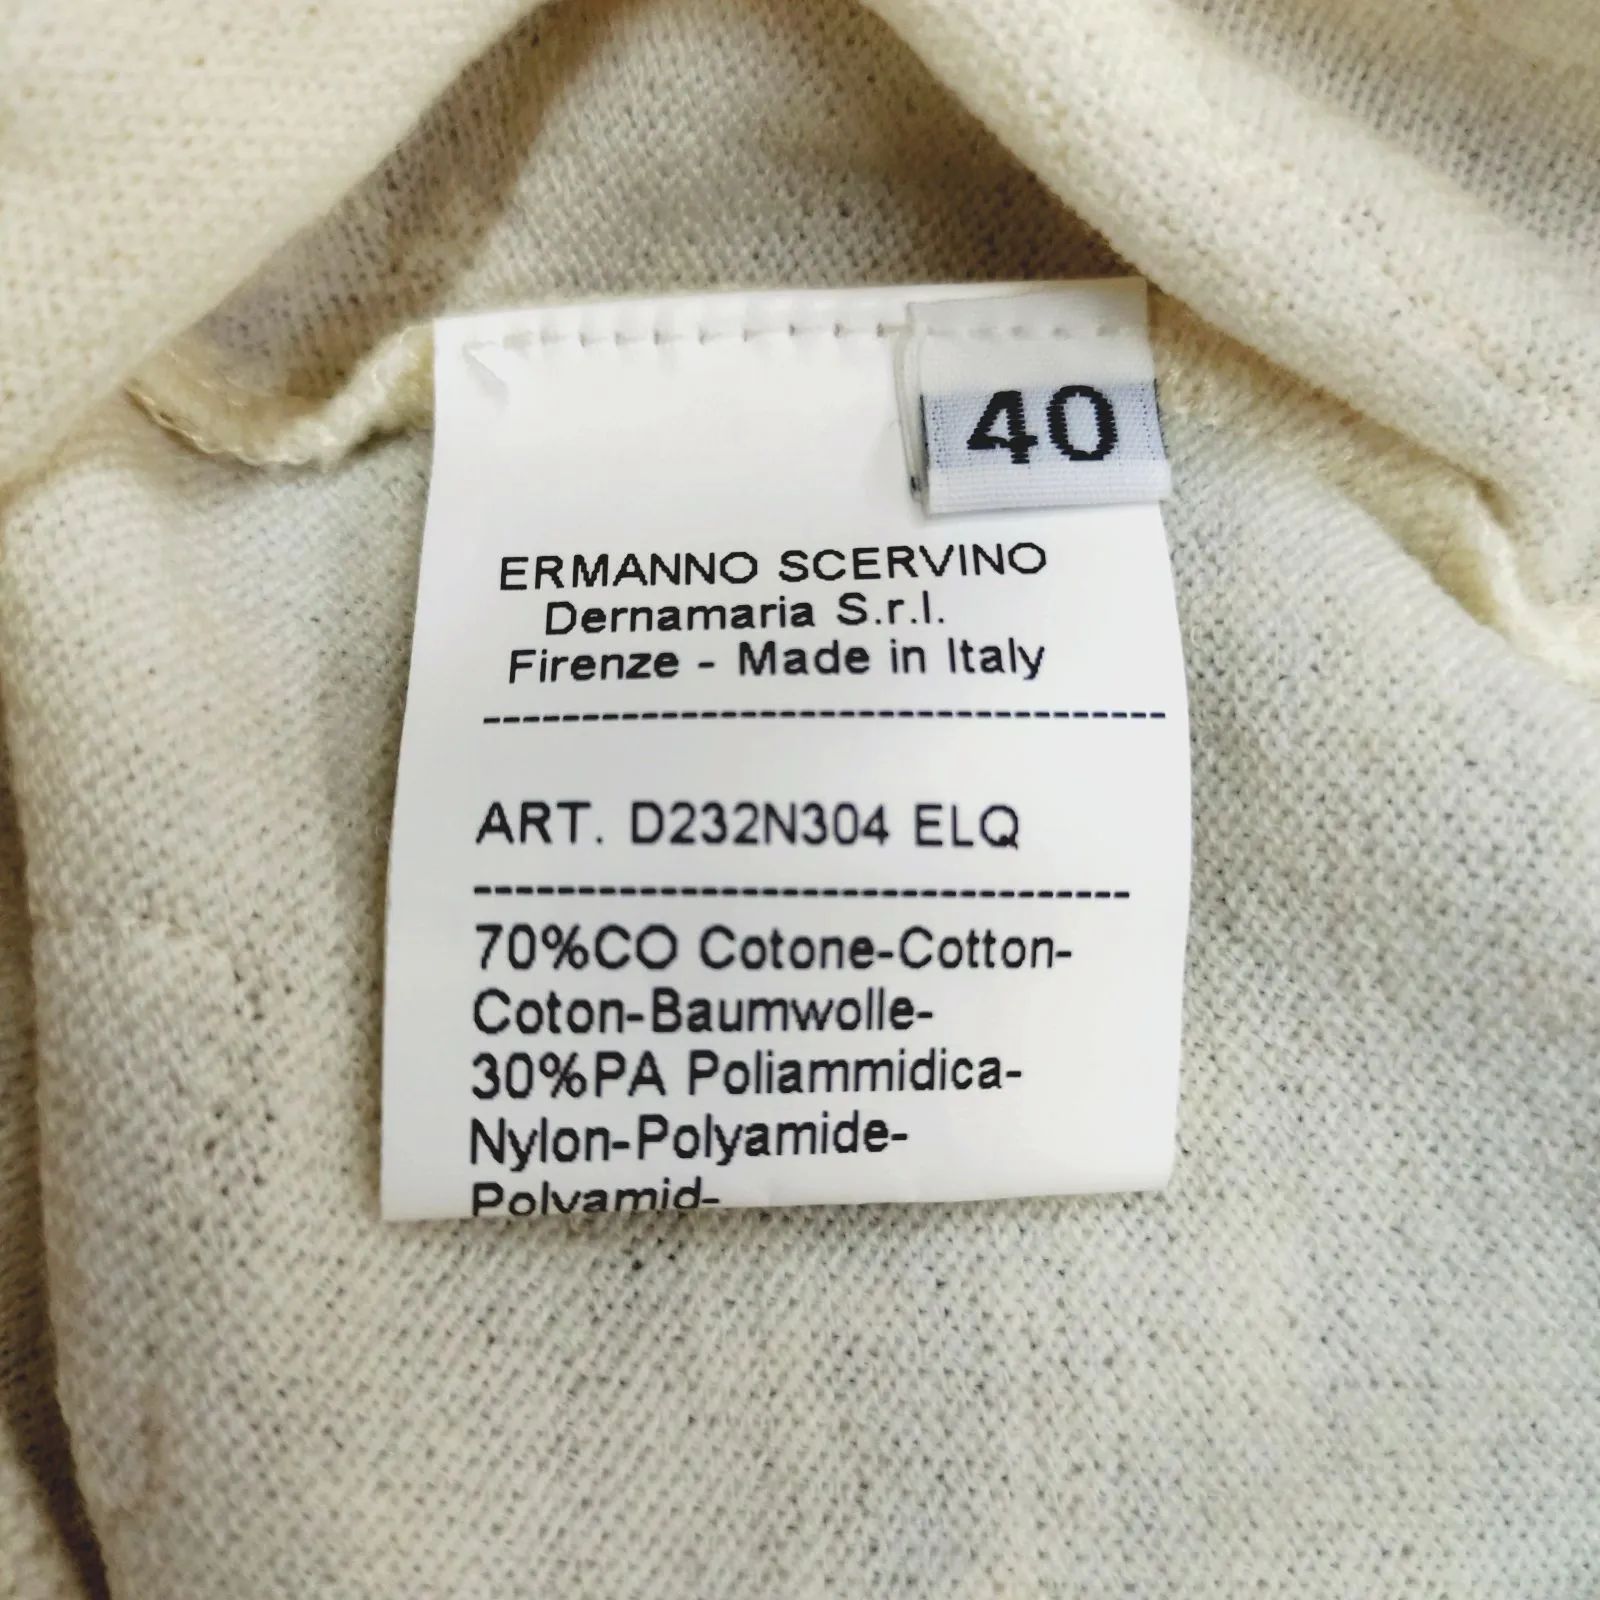 40
ERMANNO SCERVINO
Dernamaria S.r.l.
Firenze - Made in Italy
---------------------------------------
ART. D232N304 ELQ
---------------------------------------
70%CO Cotone-Cotton-
Coton-Baumwolle-
30%PA Poliammidica-
Nylon-Polyamide-
Polyamid-